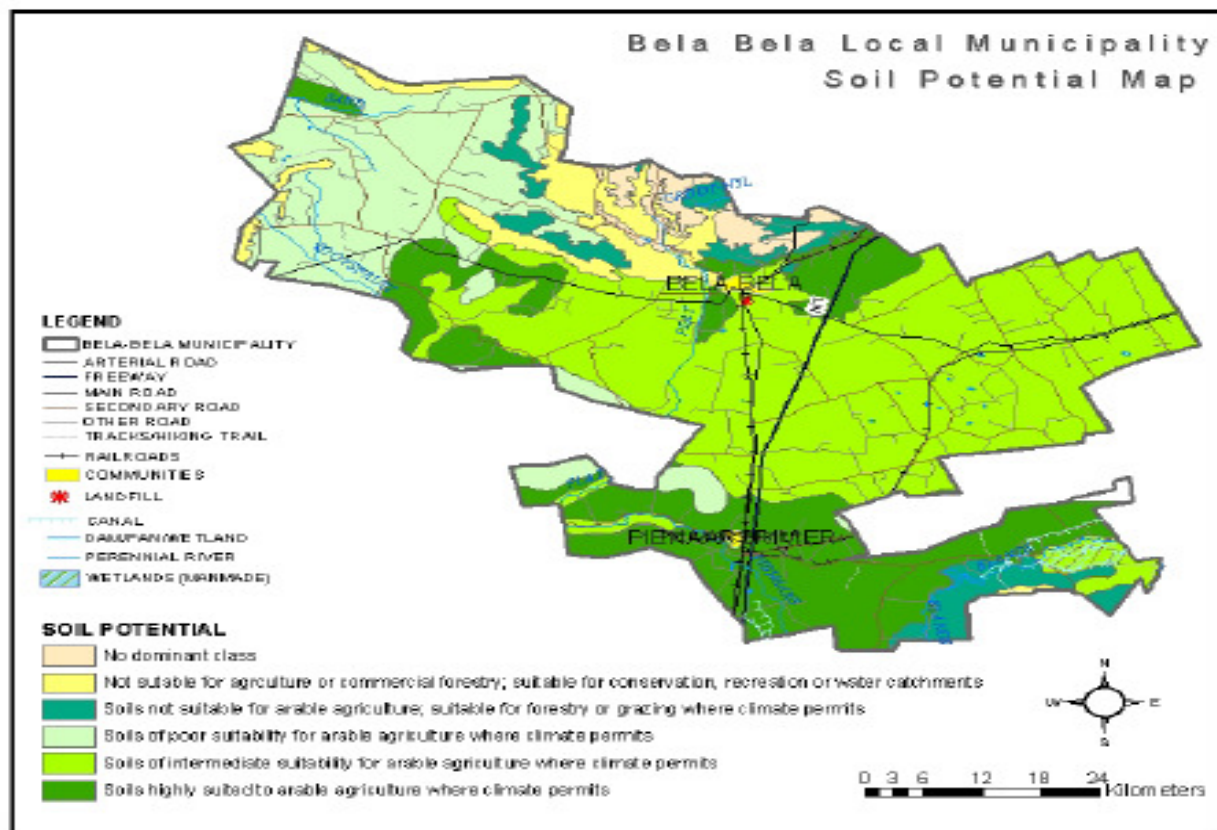 Bela Bela Local Municipality
Soil Potential Map
BELA BELA
N1
PLAT
PLAT
LEGEND
BELA-BELA MUNICIPALITY
ARTERIAL ROAD
FREEWAY
MAIN ROAD
SECONDARY ROAD
OTHER ROAD
TRACKS/HIKING TRAIL
RAILROADS
COMMUNITIES
LANDFILL
CANAL
DAM/PAN/WETLAND
PERENNIAL RIVER
WETLANDS (MANMADE)
SOIL POTENTIAL
No dominant class
Not suitable for agriculture or commercial forestry; suitable for conservation, recreation or water catchments
Soils not suitable for arable agriculture; suitable for forestry or grazing where climate permits
Soils of poor suitability for arable agriculture where climate permits
Soils of intermediate suitability for arable agriculture where climate permits
Soils highly suited to arable agriculture where climate permits
N
W E
S
0 3 6 12 18 24
Kilometers